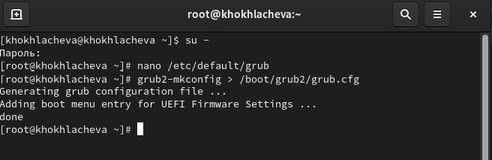 root@khokhlacheva:~
[khokhlacheva@khokhlacheva ~]$ su -
Пароль:
[root@khokhlacheva ~]# nano /etc/default/grub
[root@khokhlacheva ~]# grub2-mkconfig > /boot/grub2/grub.cfg
Generating grub configuration file ...
Adding boot menu entry for UEFI Firmware Settings ...
done
[root@khokhlacheva ~]#